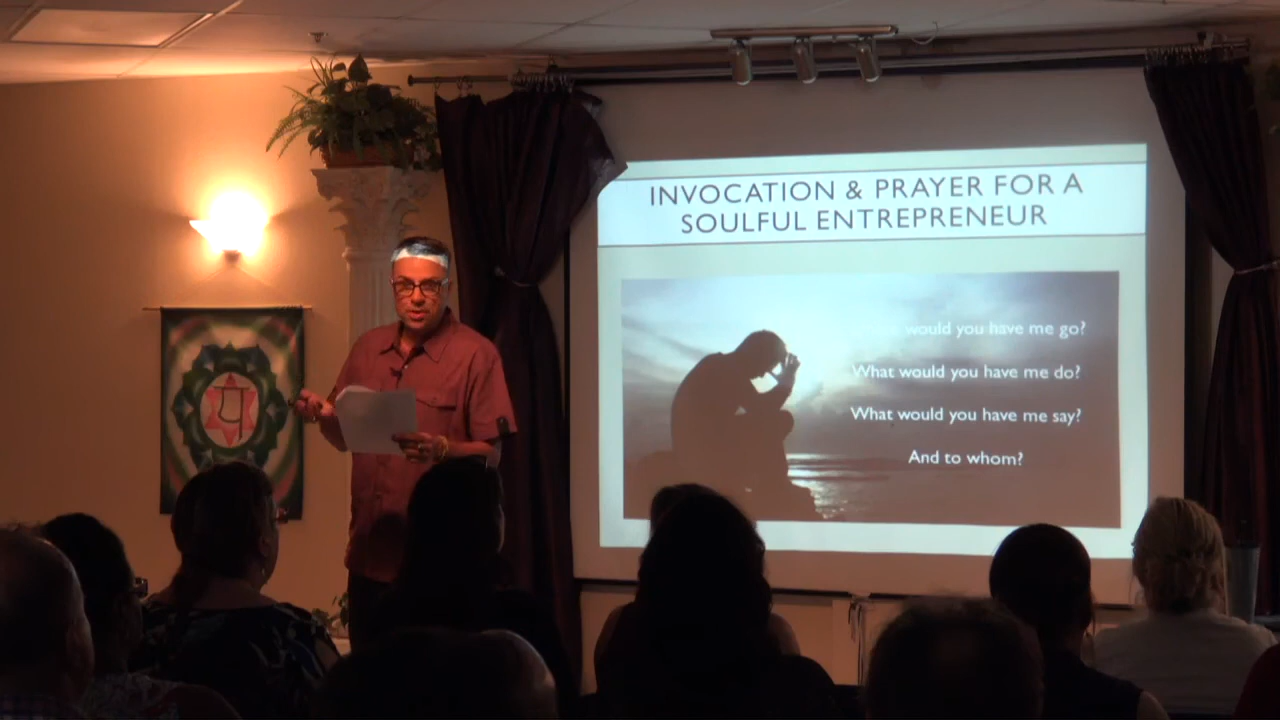 INVOCATION & PRAYER FOR A
SOULFUL ENTREPRENEUR
would you have me go?
What would you have me do?
What would you have me say?
And to whom?